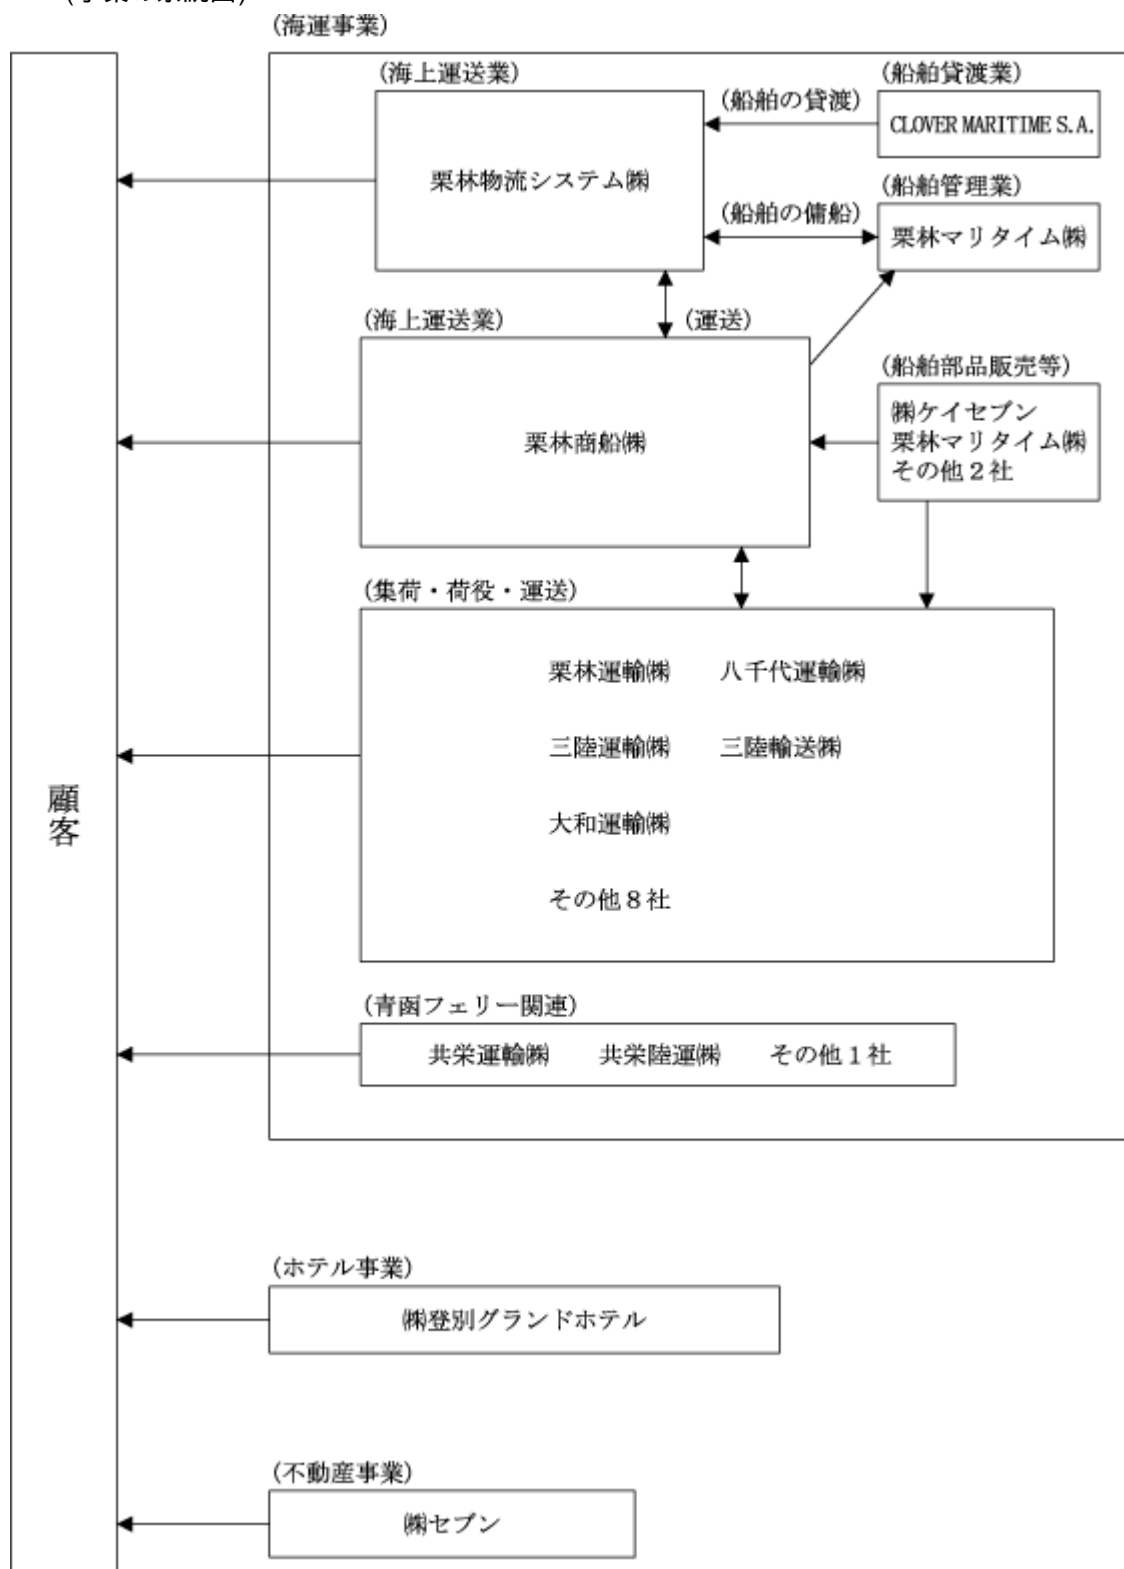 (海運事業)
(海上運送業)
(船舶貸渡業)
(船舶の貸渡)
CLOVER MARITIME S.A.
栗林物流システム㈱
(船舶管理業)
(船舶の傭船)
栗林マリタイム㈱
(海上運送業)
(運送)
(船舶部品販売等)
㈱ケイセブン
栗林マリタイム㈱
その他2社
栗林商船㈱
(集荷・荷役・運送)
栗林運輸㈱ 八千代運輸㈱
三陸運輸㈱ 三陸輸送㈱
大和運輸㈱
その他8社
顧客
(青函フェリー関連)
共栄運輸㈱ 共栄陸運㈱ その他1社
(ホテル事業)
㈱登別グランドホテル
(不動産事業)
㈱セブン